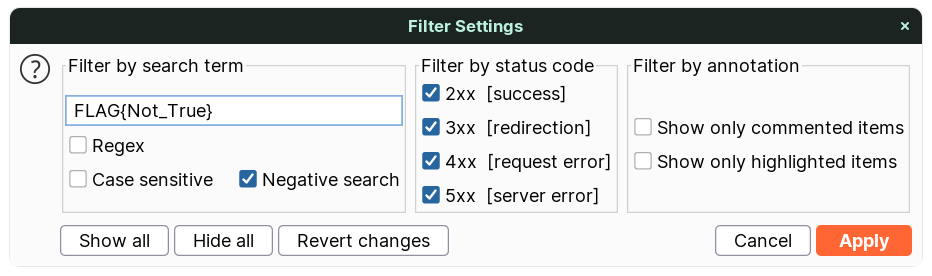 Filter Settings
×
?
Filter by search term
FLAG{Not_True}
Regex
Case sensitive
Negative search
Filter by status code
2xx [success]
3xx [redirection]
4xx [request error]
5xx [server error]
Filter by annotation
Show only commented items
Show only highlighted items
Show all
Hide all
Revert changes
Cancel
Apply